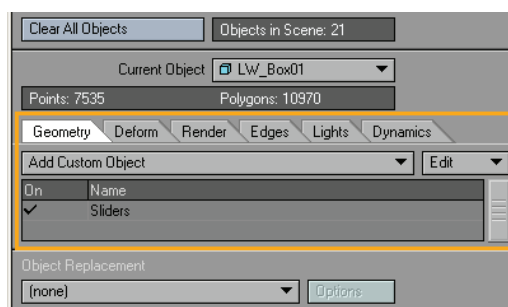 Clear All Objects Objects in Scene: 21
Current Object LW_Box01
Points: 7535 Polygons: 10970
Geometry Deform Render Edges Lights Dynamics
Add Custom Object Edit
On Name
Sliders
Object Replacement
(none) Options